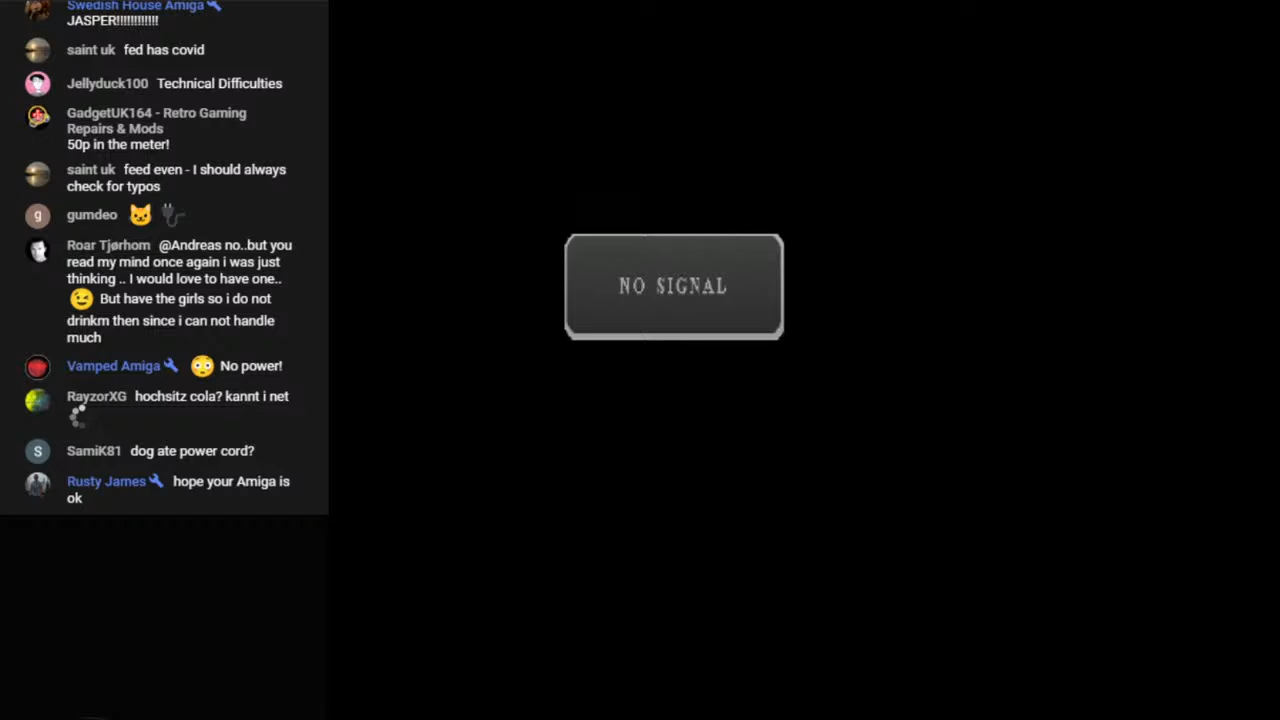 Swedish House Amiga
JASPER!!!!!!!!!!!!
saint uk fed has covid
Jellyduck100 Technical Difficulties
GadgetUK164 - Retro Gaming
Repairs & Mods
50p in the meter!
saint uk feed even - I should always
check for typos
g gumdeo
Roar Tjørhom @Andreas no..but you
read my mind once again i was just
thinking .. I would love to have one..
But have the girls so i do not
drinkm then since i can not handle
much
Vamped Amiga No power!
RayzorXG hochsitz cola? kannt i net
S SamiK81 dog ate power cord?
Rusty James hope your Amiga is
ok
NO SIGNAL